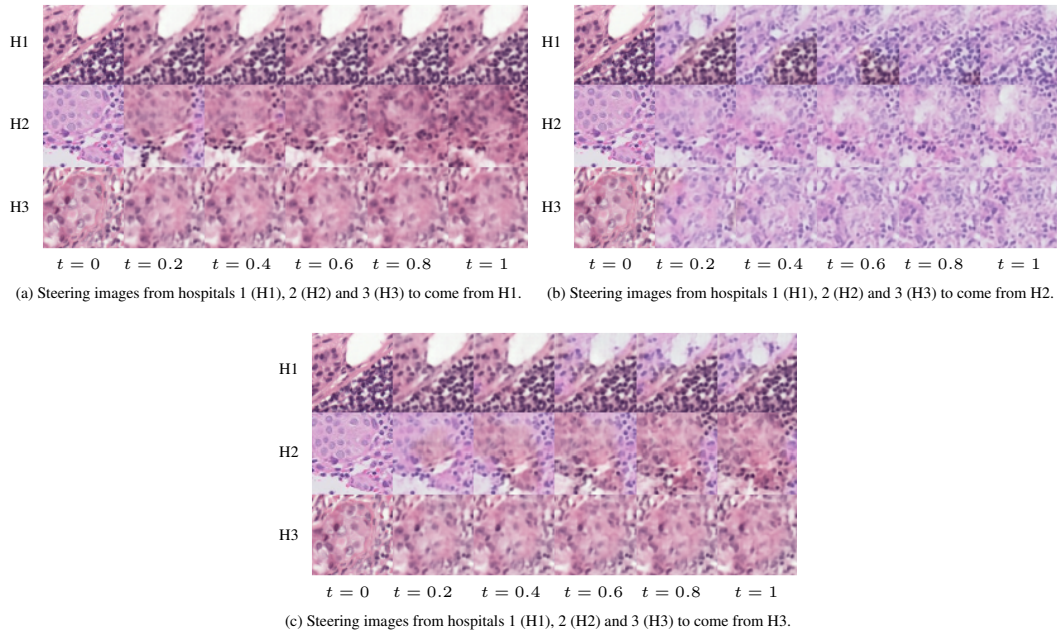 H1
H2
H3
t = 0 t = 0.2 t = 0.4 t = 0.6 t = 0.8 t = 1
(a) Steering images from hospitals 1 (H1), 2 (H2) and 3 (H3) to come from H1.
H1
H2
H3
t = 0 t = 0.2 t = 0.4 t = 0.6 t = 0.8 t = 1
(b) Steering images from hospitals 1 (H1), 2 (H2) and 3 (H3) to come from H2.
H1
H2
H3
t = 0 t = 0.2 t = 0.4 t = 0.6 t = 0.8 t = 1
(c) Steering images from hospitals 1 (H1), 2 (H2) and 3 (H3) to come from H3.